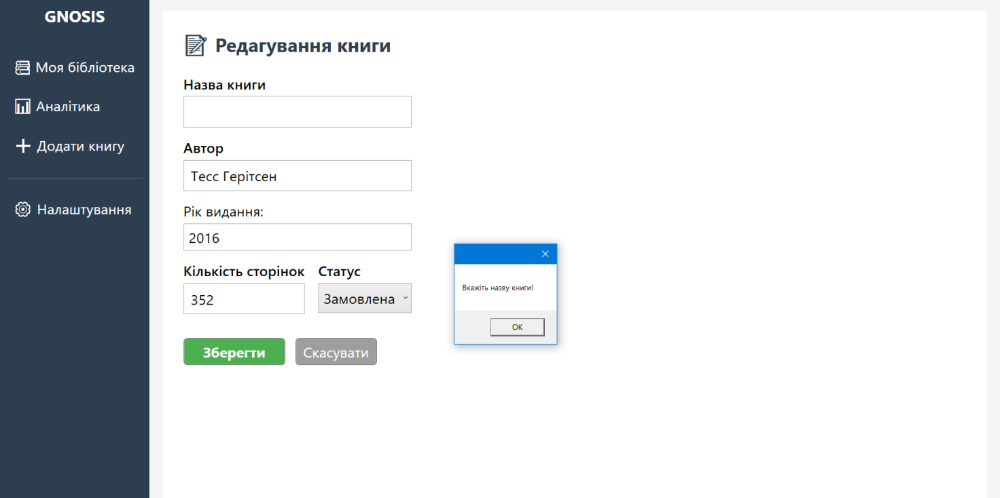 GNOSIS
Моя бібліотека
Аналітика
Додати книгу
Налаштування
Редагування книги
Назва книги
Автор
Тесс Герітсен
Рік видання:
2016
Кількість сторінок Статус
352 Замовлена
Зберегти Скасувати
Вкажіть назву книги!
ОК